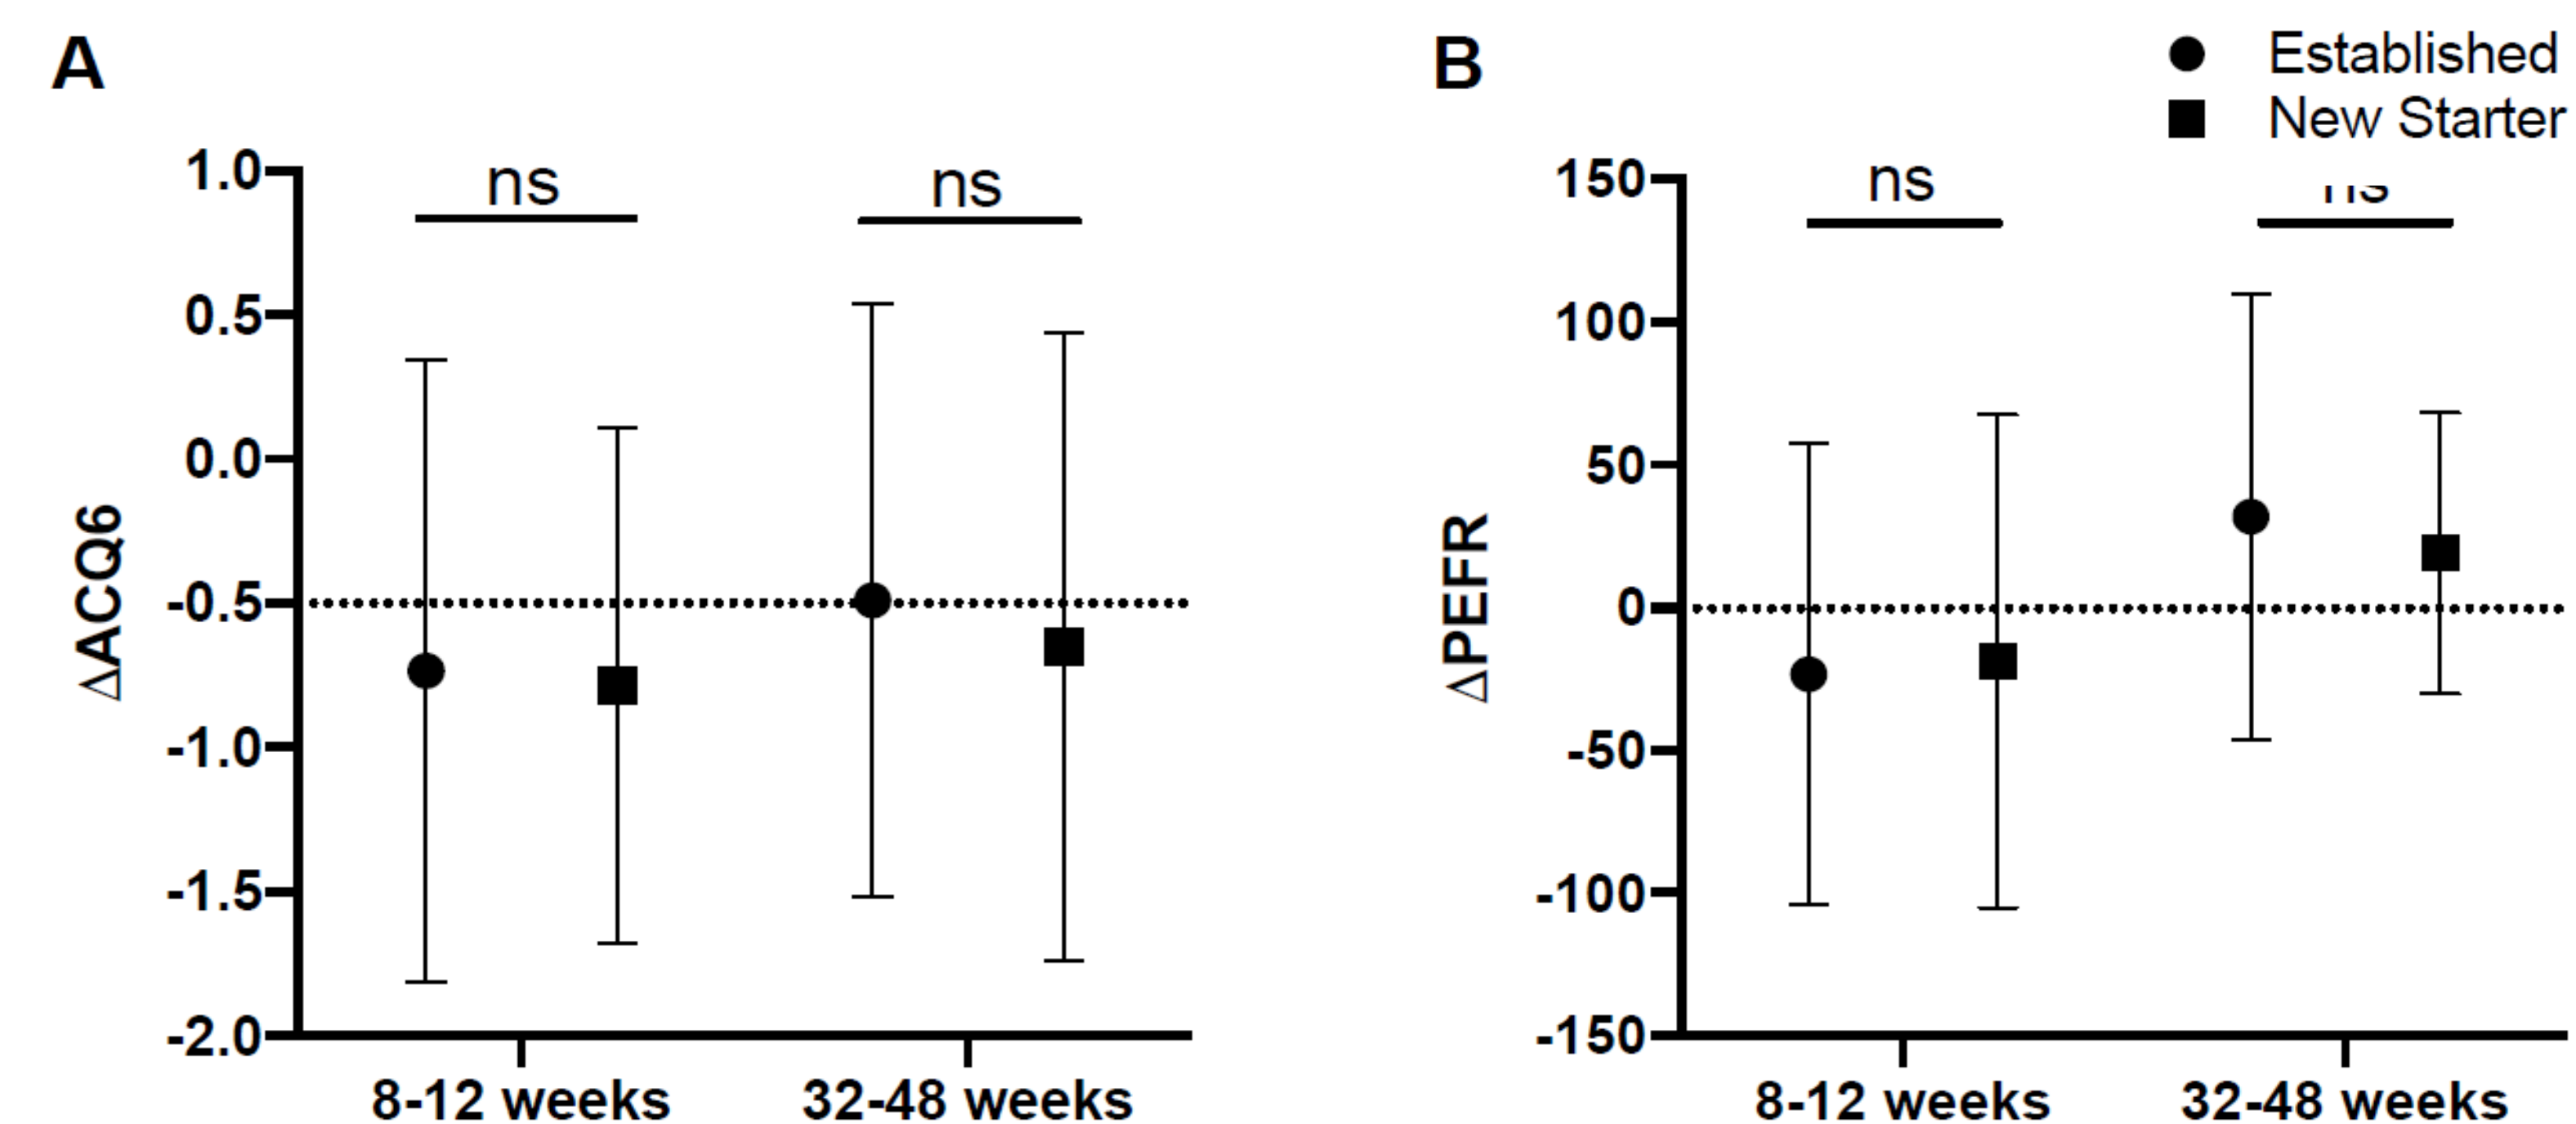 A
ns
ns
1.0
0.5
0.0
-0.5
-1.0
-1.5
-2.0
ΔACQ6
8-12 weeks
32-48 weeks
B
Established
New Starter
ns
ns
150
100
50
0
-50
-100
-150
ΔPEFR
8-12 weeks
32-48 weeks